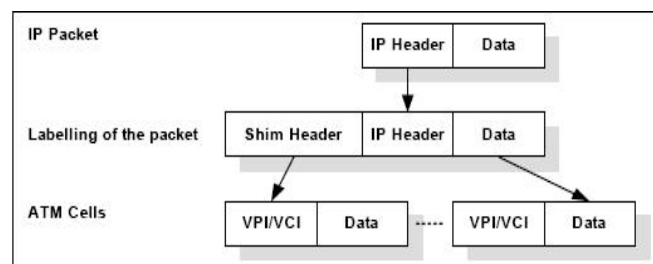 IP Packet
IP Header Data
Labelling of the packet
Shim Header IP Header Data
ATM Cells
VPI/VCI Data VPI/VCI Data